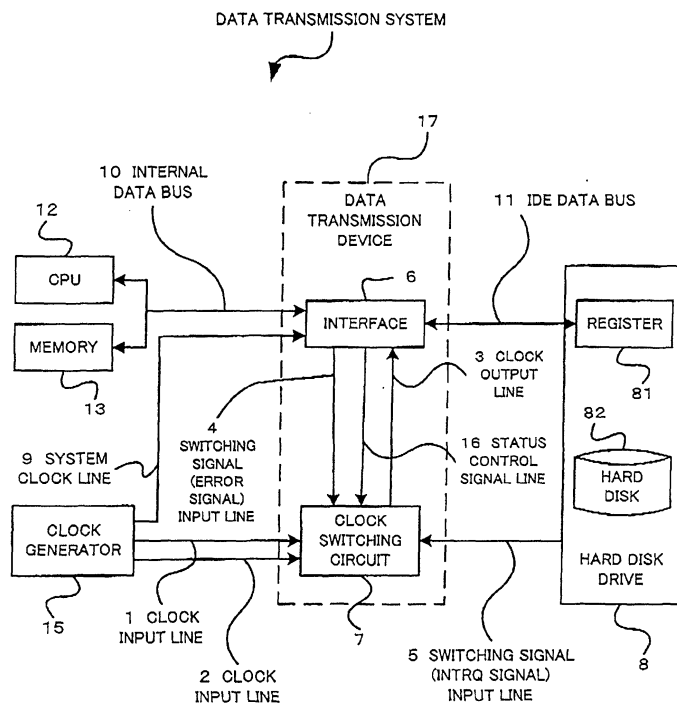 DATA TRANSMISSION SYSTEM
17
10 INTERNAL
DATA BUS
DATA
TRANSMISSION
DEVICE
11 IDE DATA BUS
12
CPU
6
INTERFACE
REGISTER
MEMORY
13
3 CLOCK
OUTPUT
LINE
81
4
SWITCHING
SIGNAL
(ERROR
SIGNAL)
INPUT LINE
9 SYSTEM
CLOCK LINE
16 STATUS
CONTROL
SIGNAL LINE
82
HARD
DISK
CLOCK
GENERATOR
CLOCK
SWITCHING
CIRCUIT
HARD DISK
DRIVE
15
1 CLOCK
INPUT LINE
7
8
2 CLOCK
INPUT LINE
5 SWITCHING SIGNAL
(INTRQ SIGNAL)
INPUT LINE